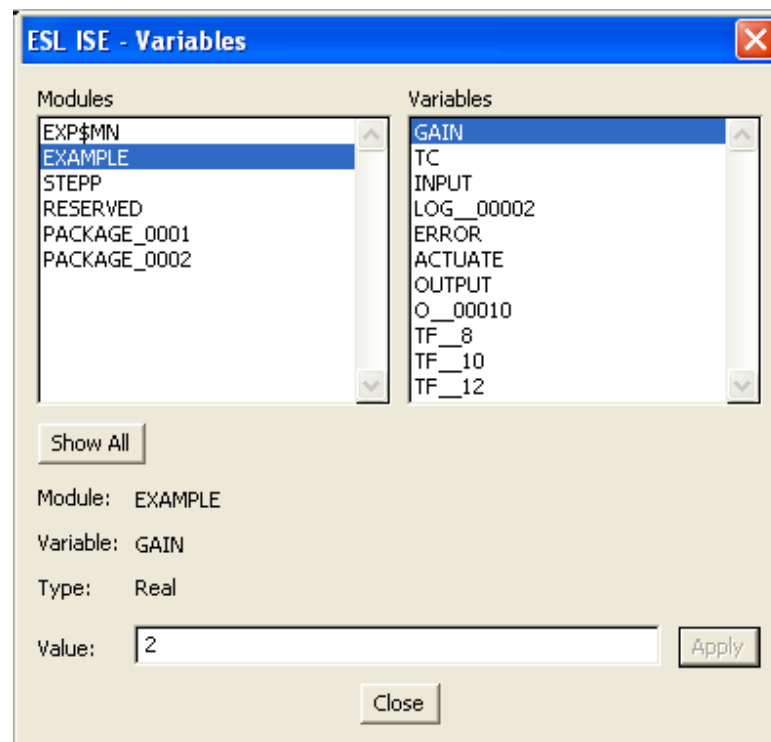 ESL ISE - Variables
Modules
EXP$MN
EXAMPLE
STEPP
RESERVED
PACKAGE_0001
PACKAGE_0002
Variables
GAIN
TC
INPUT
LOG__00002
ERROR
ACTUATE
OUTPUT
O__00010
TF__8
TF__10
TF__12
Show All
Module: EXAMPLE
Variable: GAIN
Type: Real
Value: 2
Apply
Close